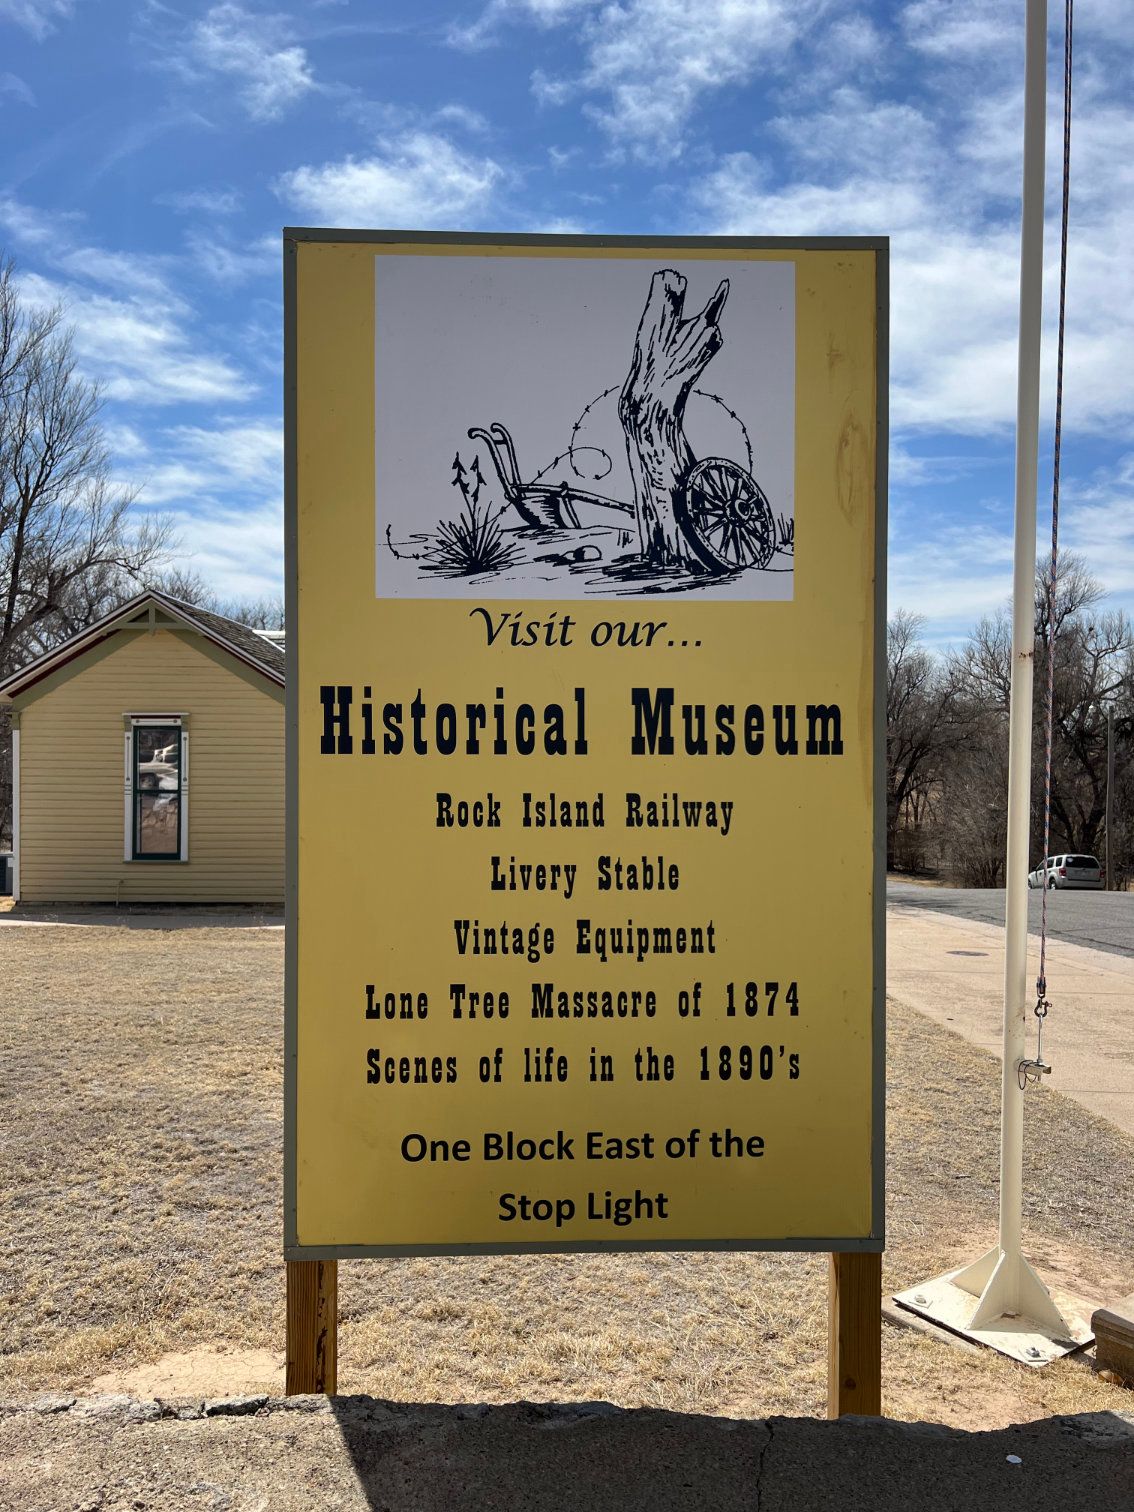 Visit our...
Historical Museum
Rock Island Railway
Livery Stable
Vintage Equipment
Lone Tree Massacre of 1874
Scenes of life in the 1890's
One Block East of the
Stop Light